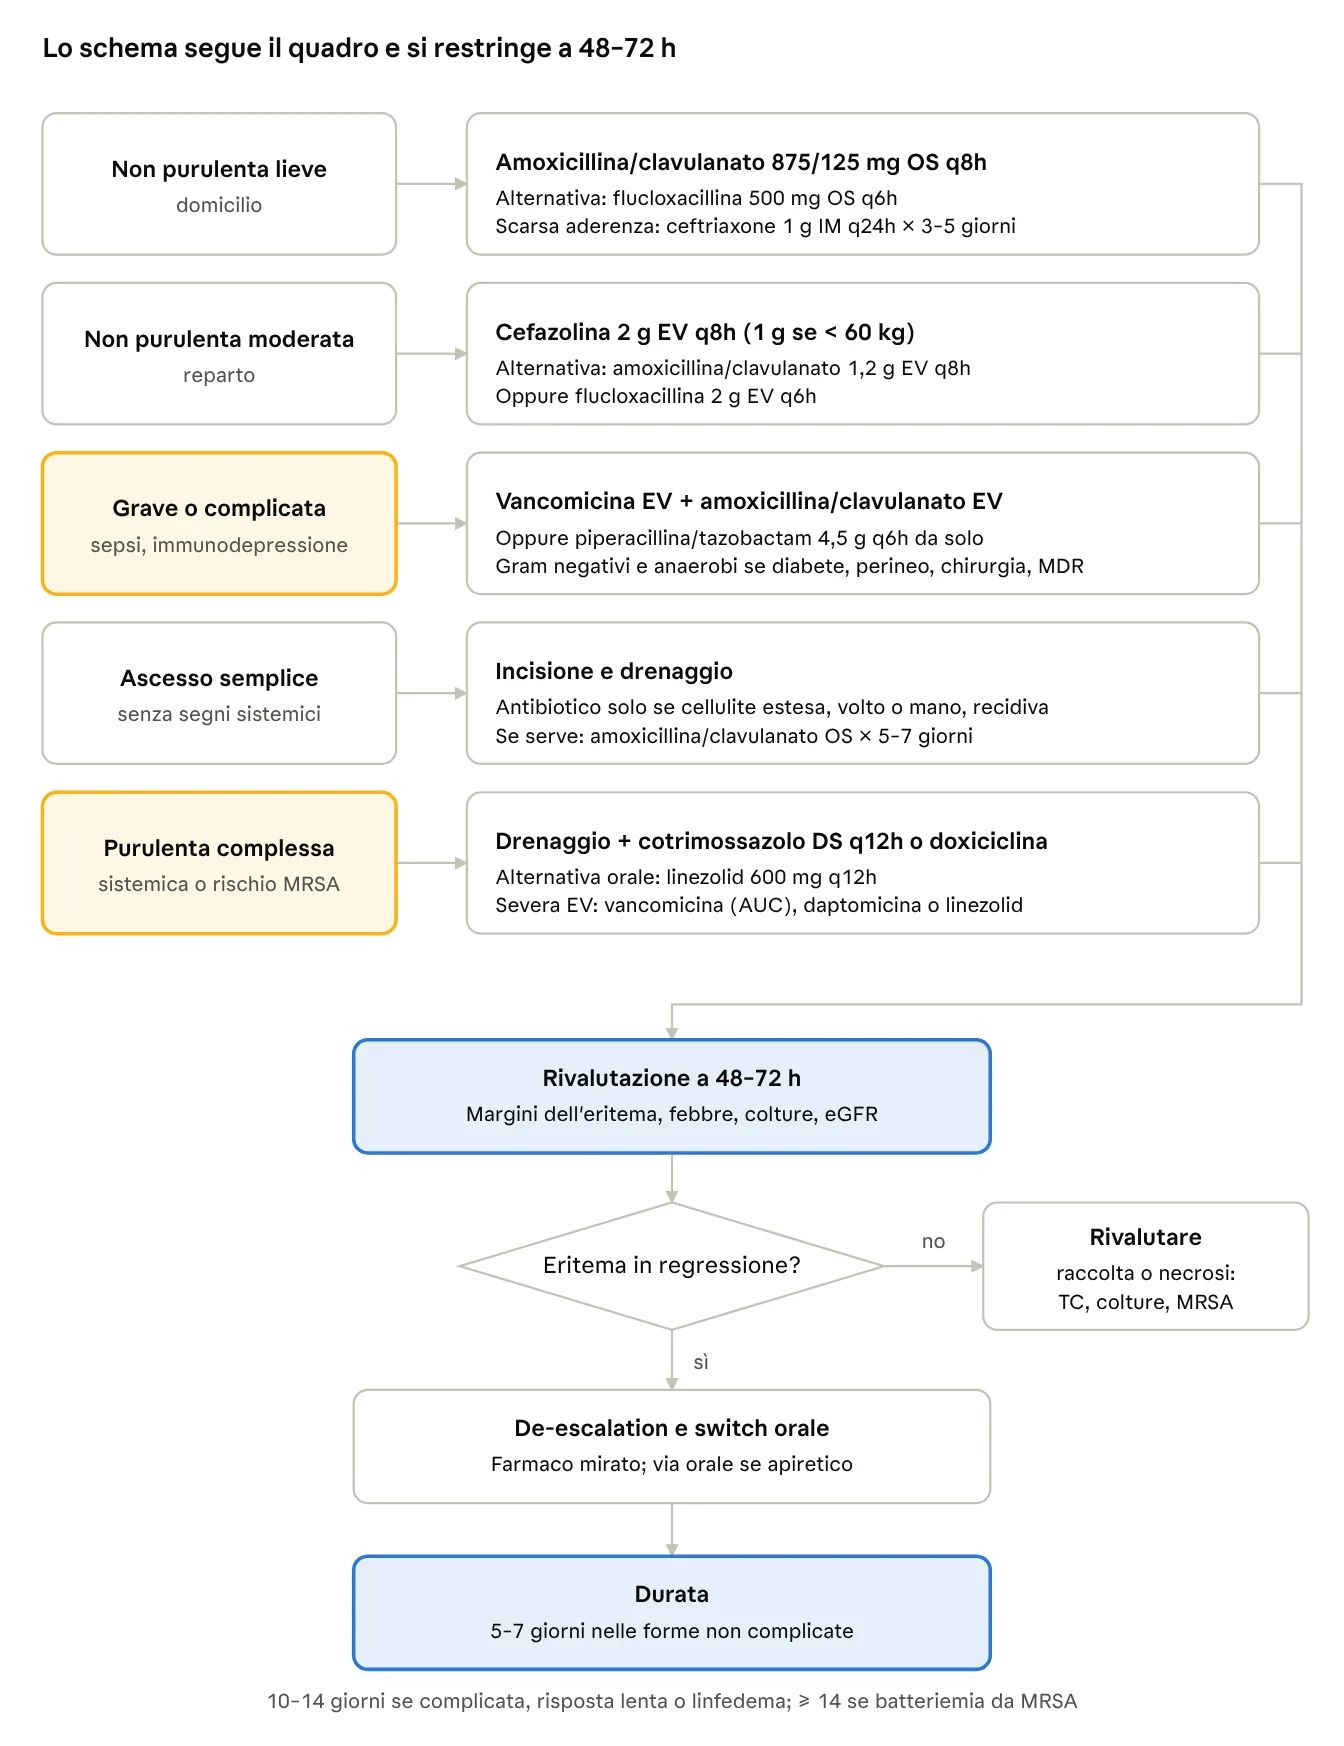 Lo schema segue il quadro e si restringe a 48–72 h
Non purulenta lieve
domicilio
Amoxicillina/clavulanato 875/125 mg OS q8h
Alternativa: flucloxacillina 500 mg OS q6h
Scarsa aderenza: ceftriaxone 1 g IM q24h × 3–5 giorni
Non purulenta moderata
reparto
Cefazolina 2 g EV q8h (1 g se < 60 kg)
Alternativa: amoxicillina/clavulanato 1,2 g EV q8h
Oppure flucloxacillina 2 g EV q6h
Grave o complicata
sepsi, immunodepressione
Vancomicina EV + amoxicillina/clavulanato EV
Oppure piperacillina/tazobactam 4,5 g q6h da solo
Gram negativi e anaerobi se diabete, perineo, chirurgia, MDR
Ascesso semplice
senza segni sistemici
Incisione e drenaggio
Antibiotico solo se cellulite estesa, volto o mano, recidiva
Se serve: amoxicillina/clavulanato OS × 5–7 giorni
Purulenta complessa
sistemica o rischio MRSA
Drenaggio + cotrimossazolo DS q12h o doxiciclina
Alternativa orale: linezolid 600 mg q12h
Severa EV: vancomicina (AUC), daptomicina o linezolid
Rivalutazione a 48–72 h
Margini dell'eritema, febbre, colture, eGFR
Eritema in regressione?
no
Rivalutare
raccolta o necrosi:
TC, colture, MRSA
sì
De-escalation e switch orale
Farmaco mirato; via orale se apiretico
Durata
5–7 giorni nelle forme non complicate
10–14 giorni se complicata, risposta lenta o linfedema; ≥ 14 se batteriemia da MRSA